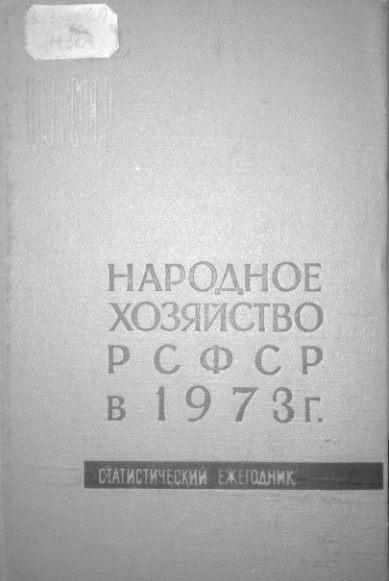 НАРОДНОЕ
ХОЗЯЙСТВО
РСФСР
в 1973 г.
СТАТИСТИЧЕСКИЙ ЕЖЕГОДНИК